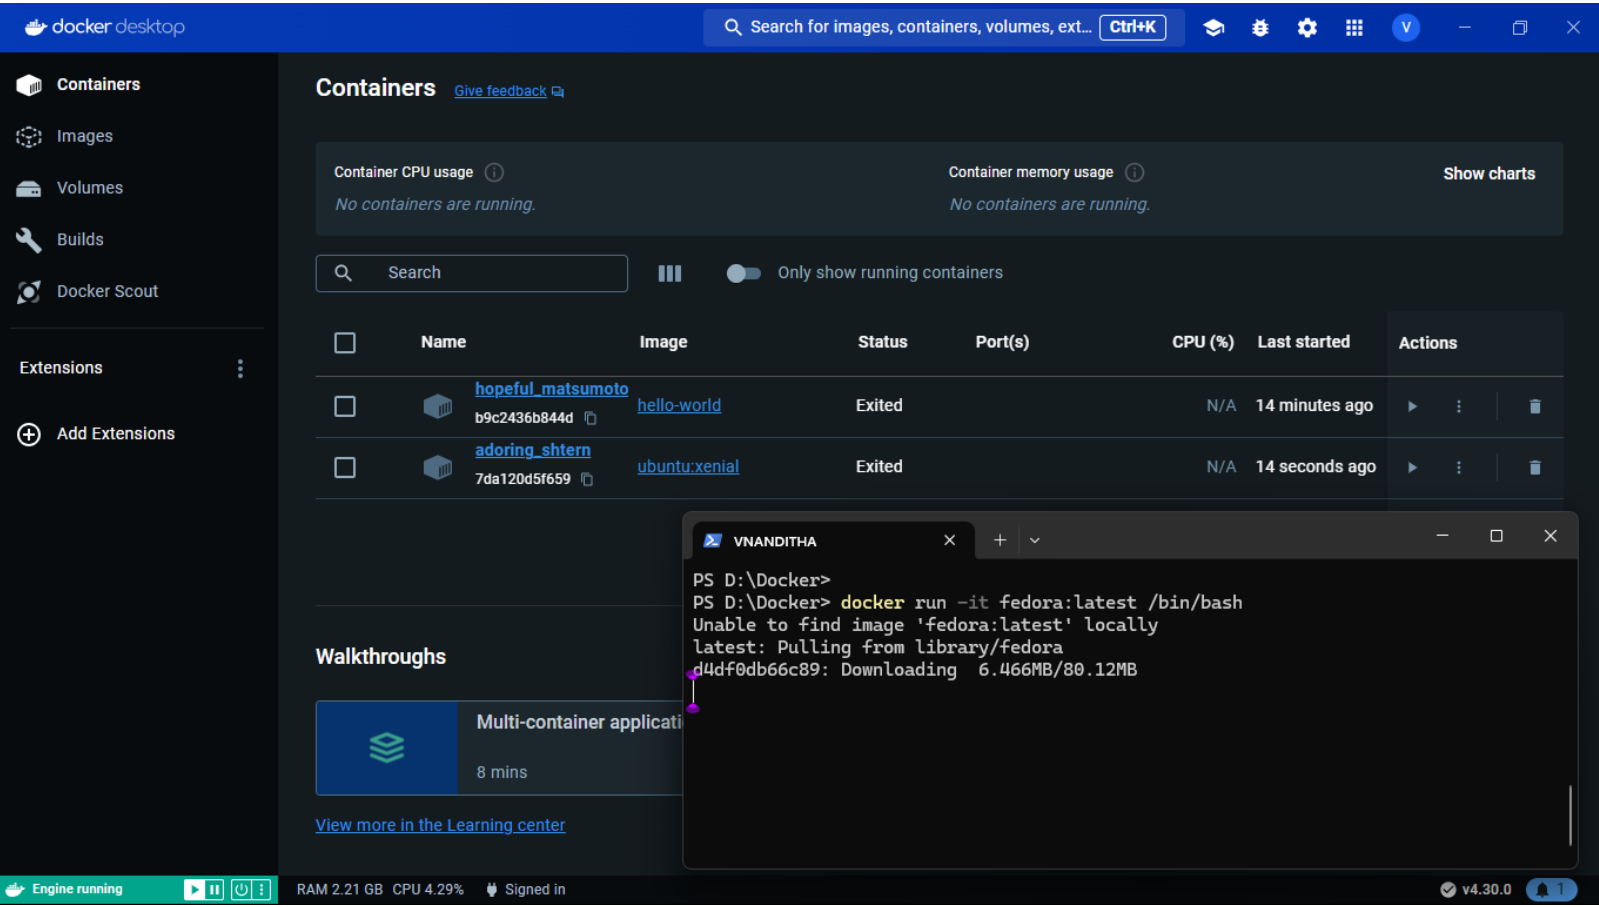 docker desktop
Search for images, containers, volumes, ext... Ctrl+K
V
Containers
Images
Volumes
Builds
Docker Scout
Extensions
Add Extensions
Containers Give feedback
Container CPU usage
No containers are running.
Container memory usage
No containers are running.
Show charts
Search
Only show running containers
Name Image Status Port(s) CPU (%) Last started Actions
hopeful_matsumoto
b9c2436b844d
hello-world Exited N/A 14 minutes ago
adoring_shtern
7da120d5f659
ubuntu:xenial Exited N/A 14 seconds ago
Walkthroughs
Multi-container applicati
8 mins
View more in the Learning center
VNANDITHA
PS D:\Docker>
PS D:\Docker> docker run -it fedora:latest /bin/bash
Unable to find image 'fedora:latest' locally
latest: Pulling from library/fedora
d4df0db66c89: Downloading 6.466MB/80.12MB
Engine running
RAM 2.21 GB CPU 4.29% Signed in
v4.30.0
1